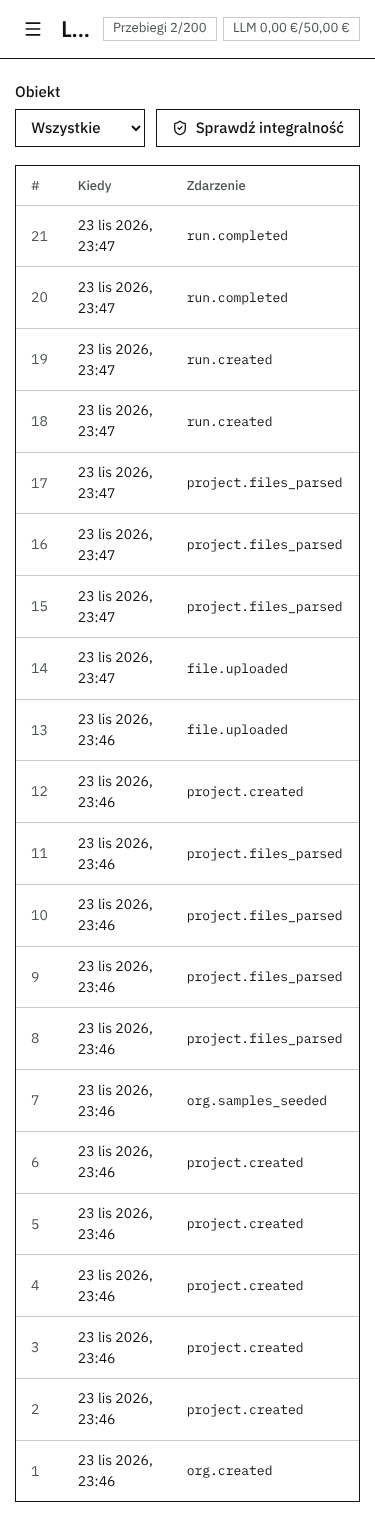 L... Przebiegi 2/200 LLM 0,00 €/50,00 €
Obiekt
Wszystkie Sprawdź integralność
# Kiedy Zdarzenie
21 23 lis 2026, 23:47 run.completed
20 23 lis 2026, 23:47 run.completed
19 23 lis 2026, 23:47 run.created
18 23 lis 2026, 23:47 run.created
17 23 lis 2026, 23:47 project.files_parsed
16 23 lis 2026, 23:47 project.files_parsed
15 23 lis 2026, 23:47 project.files_parsed
14 23 lis 2026, 23:47 file.uploaded
13 23 lis 2026, 23:46 file.uploaded
12 23 lis 2026, 23:46 project.created
11 23 lis 2026, 23:46 project.files_parsed
10 23 lis 2026, 23:46 project.files_parsed
9 23 lis 2026, 23:46 project.files_parsed
8 23 lis 2026, 23:46 project.files_parsed
7 23 lis 2026, 23:46 org.samples_seeded
6 23 lis 2026, 23:46 project.created
5 23 lis 2026, 23:46 project.created
4 23 lis 2026, 23:46 project.created
3 23 lis 2026, 23:46 project.created
2 23 lis 2026, 23:46 project.created
1 23 lis 2026, 23:46 org.created